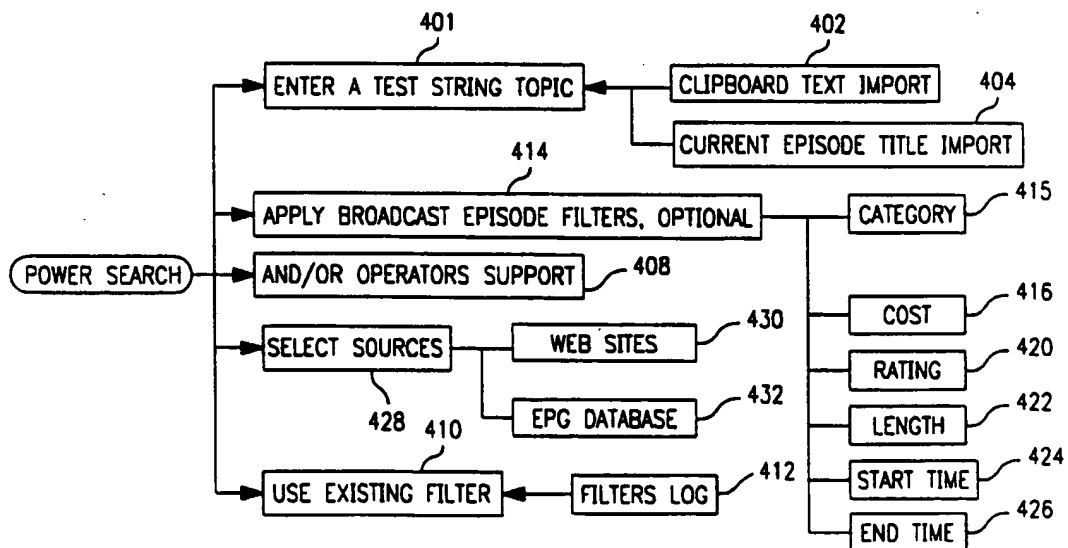 401
402
ENTER A TEST STRING TOPIC
CLIPBOARD TEXT IMPORT
404
CURRENT EPISODE TITLE IMPORT
414
APPLY BROADCAST EPISODE FILTERS, OPTIONAL
CATEGORY
415
POWER SEARCH
AND/OR OPERATORS SUPPORT
408
COST
416
SELECT SOURCES
428
WEB SITES
430
RATING
420
EPG DATABASE
432
LENGTH
422
410
USE EXISTING FILTER
FILTERS LOG
412
START TIME
424
END TIME
426